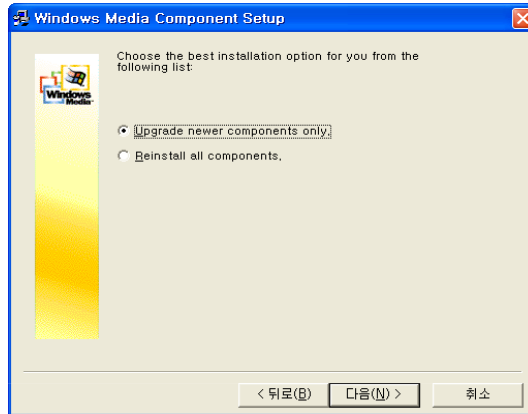 Windows Media Component Setup
Choose the best installation option for you from the
following list:
Windows
Media
Upgrade newer components only.
Reinstall all components.
< 뒤로(B)
다음(N) >
취소